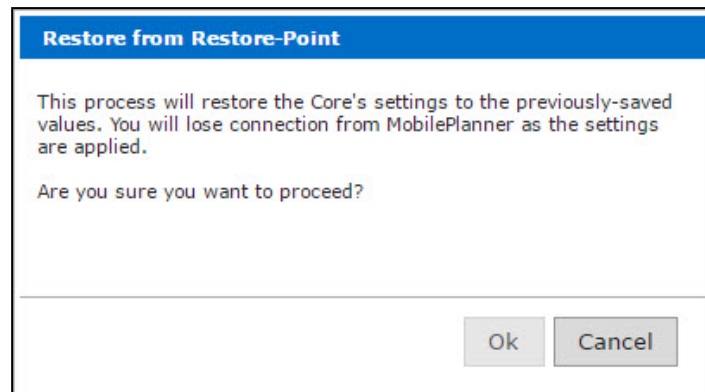 Restore from Restore-Point
This process will restore the Core's settings to the previously-saved
values. You will lose connection from MobilePlanner as the settings
are applied.
Are you sure you want to proceed?
Ok Cancel